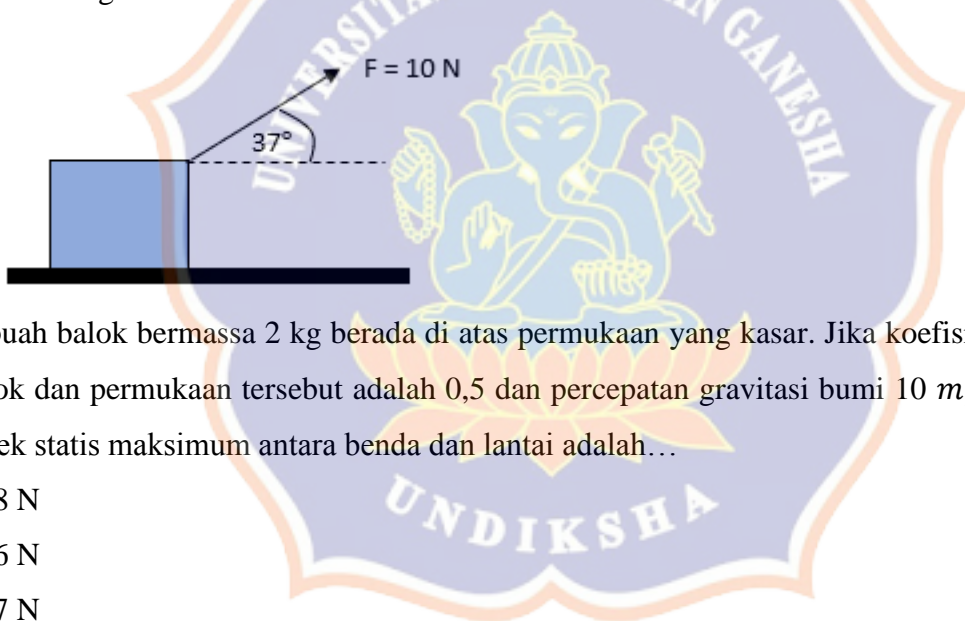 F = 10 N
37°
UNIVERSITAS GANESHA
buah balok bermassa 2 kg berada di atas permukaan yang kasar. Jika
ok dan permukaan tersebut adalah 0,5 dan percepatan gravitasi bumi 10 m
ek statis maksimum antara benda dan lantai adalah…
8 N
UNDIKSHA
6 N
7 N